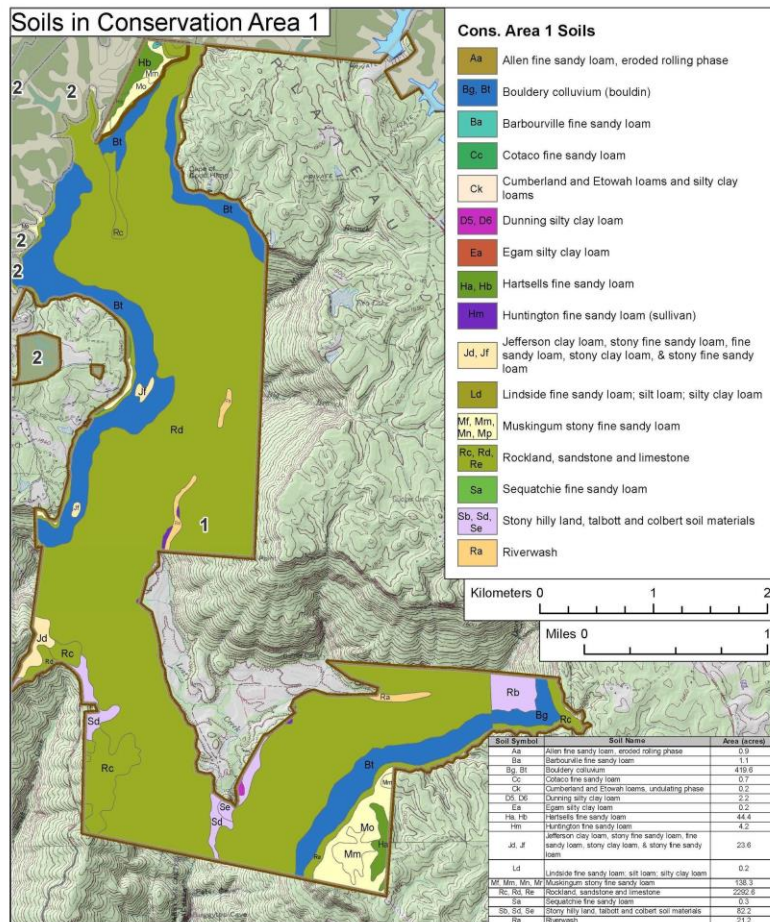 Soils in Conservation Area 1
Cons. Area 1 Soils
Aa Allen fine sandy loam, eroded rolling phase
Bg, Bt Bouldery colluvium (bouldin)
Ba Barbourville fine sandy loam
Cc Cotaco fine sandy loam
Ck Cumberland and Etowah loams and silty clay
loams
D5, D6 Dunning silty clay loam
Ea Egam silty clay loam
Ha, Hb Hartsells fine sandy loam
Hm Huntington fine sandy loam (sullivan)
Jd, Jf Jefferson clay loam, stony fine sandy loam, fine
sandy loam, stony clay loam, & stony fine sandy
loam
Ld Lindside fine sandy loam; silt loam; silty clay loam
Mf, Mm,
Mn, Mp Muskingum stony fine sandy loam
Rc, Rd,
Re Rockland, sandstone and limestone
Sa Sequatchie fine sandy loam
Sb, Sd,
Se Stony hilly land, talbott and colbert soil materials
Ra Riverwash
Kilometers 0 1 2
Miles 0 1
Hb
Mm
Mo
2
2
2
2
2
Bt
Bt
Rc
Bt
Jf
Rd
Jf
1
Jd
Rd
Rc
Sd
Rc
Ra
Rb
Bg
Rc
Bt
Se
Sd
Mm
Mo
Ha
Mm
Re
PLATEAU
Soil Symbol Soil Name Area (acres)
Aa Allen fine sandy loam, eroded rolling phase 0.9
Ba Barbourville fine sandy loam 1.1
Bg, Bt Bouldery colluvium 419.6
Cc Cotaco fine sandy loam 0.7
Ck Cumberland and Etowah loams, undulating phase 0.2
D5, D6 Dunning silty clay loam 2.2
Ea Egam silty clay loam 0.2
Ha, Hb Hartsells fine sandy loam 44.4
Hm Huntington fine sandy loam 4.2
Jd, Jf Jefferson clay loam, stony fine sandy loam, fine
sandy loam, stony clay loam, & stony fine sandy
loam 23.6
Ld Lindside fine sandy loam; silt loam; silty clay loam 0.2
Mf, Mm, Mn, Mr Muskingum stony fine sandy loam 138.3
Rc, Rd, Re Rockland, sandstone and limestone 2292.6
Sa Sequatchie fine sandy loam 0.3
Sb, Sd, Se Stony hilly land, talbott and colbert soil materials 82.2
Ra Riverwash 21.2